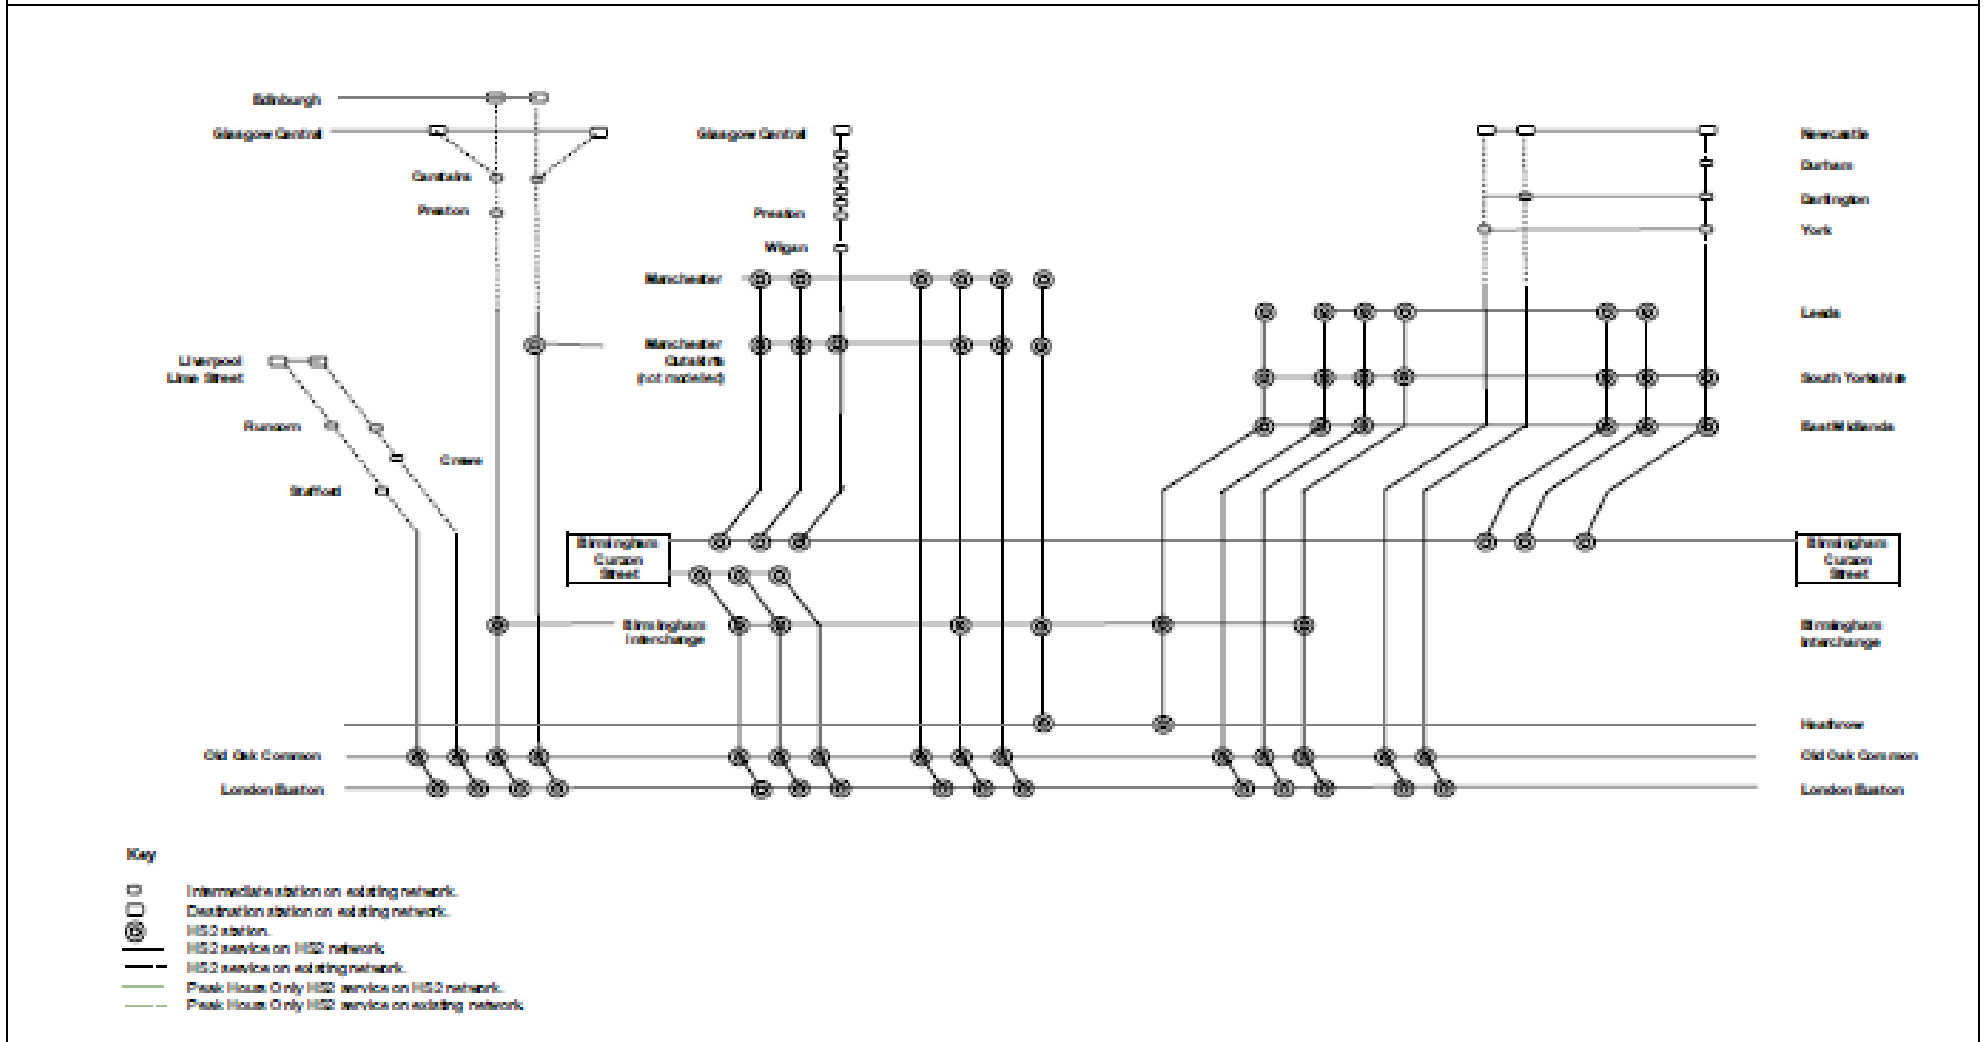 Edinburgh
Glasgow Central
Carstairs
Preston
Liverpool
Lime Street
Runcorn
Crewe
Stafford
Glasgow Central
Preston
Wigan
Manchester
Manchester
Outskirts
(not modeled)
Birmingham
Curzon
Street
Birmingham
Interchange
Old Oak Common
London Euston
Newcastle
Durham
Darlington
York
Leeds
South Yorkshire
East Midlands
Birmingham
Curzon
Street
Birmingham
Interchange
Heathrow
Old Oak Common
London Euston
Key
Intermediate station on existing network.
Destination station on existing network.
HS2 station.
HS2 service on HS2 network
HS2 service on existing network.
Peak Hours Only HS2 service on HS2 network.
Peak Hours Only HS2 service on existing network